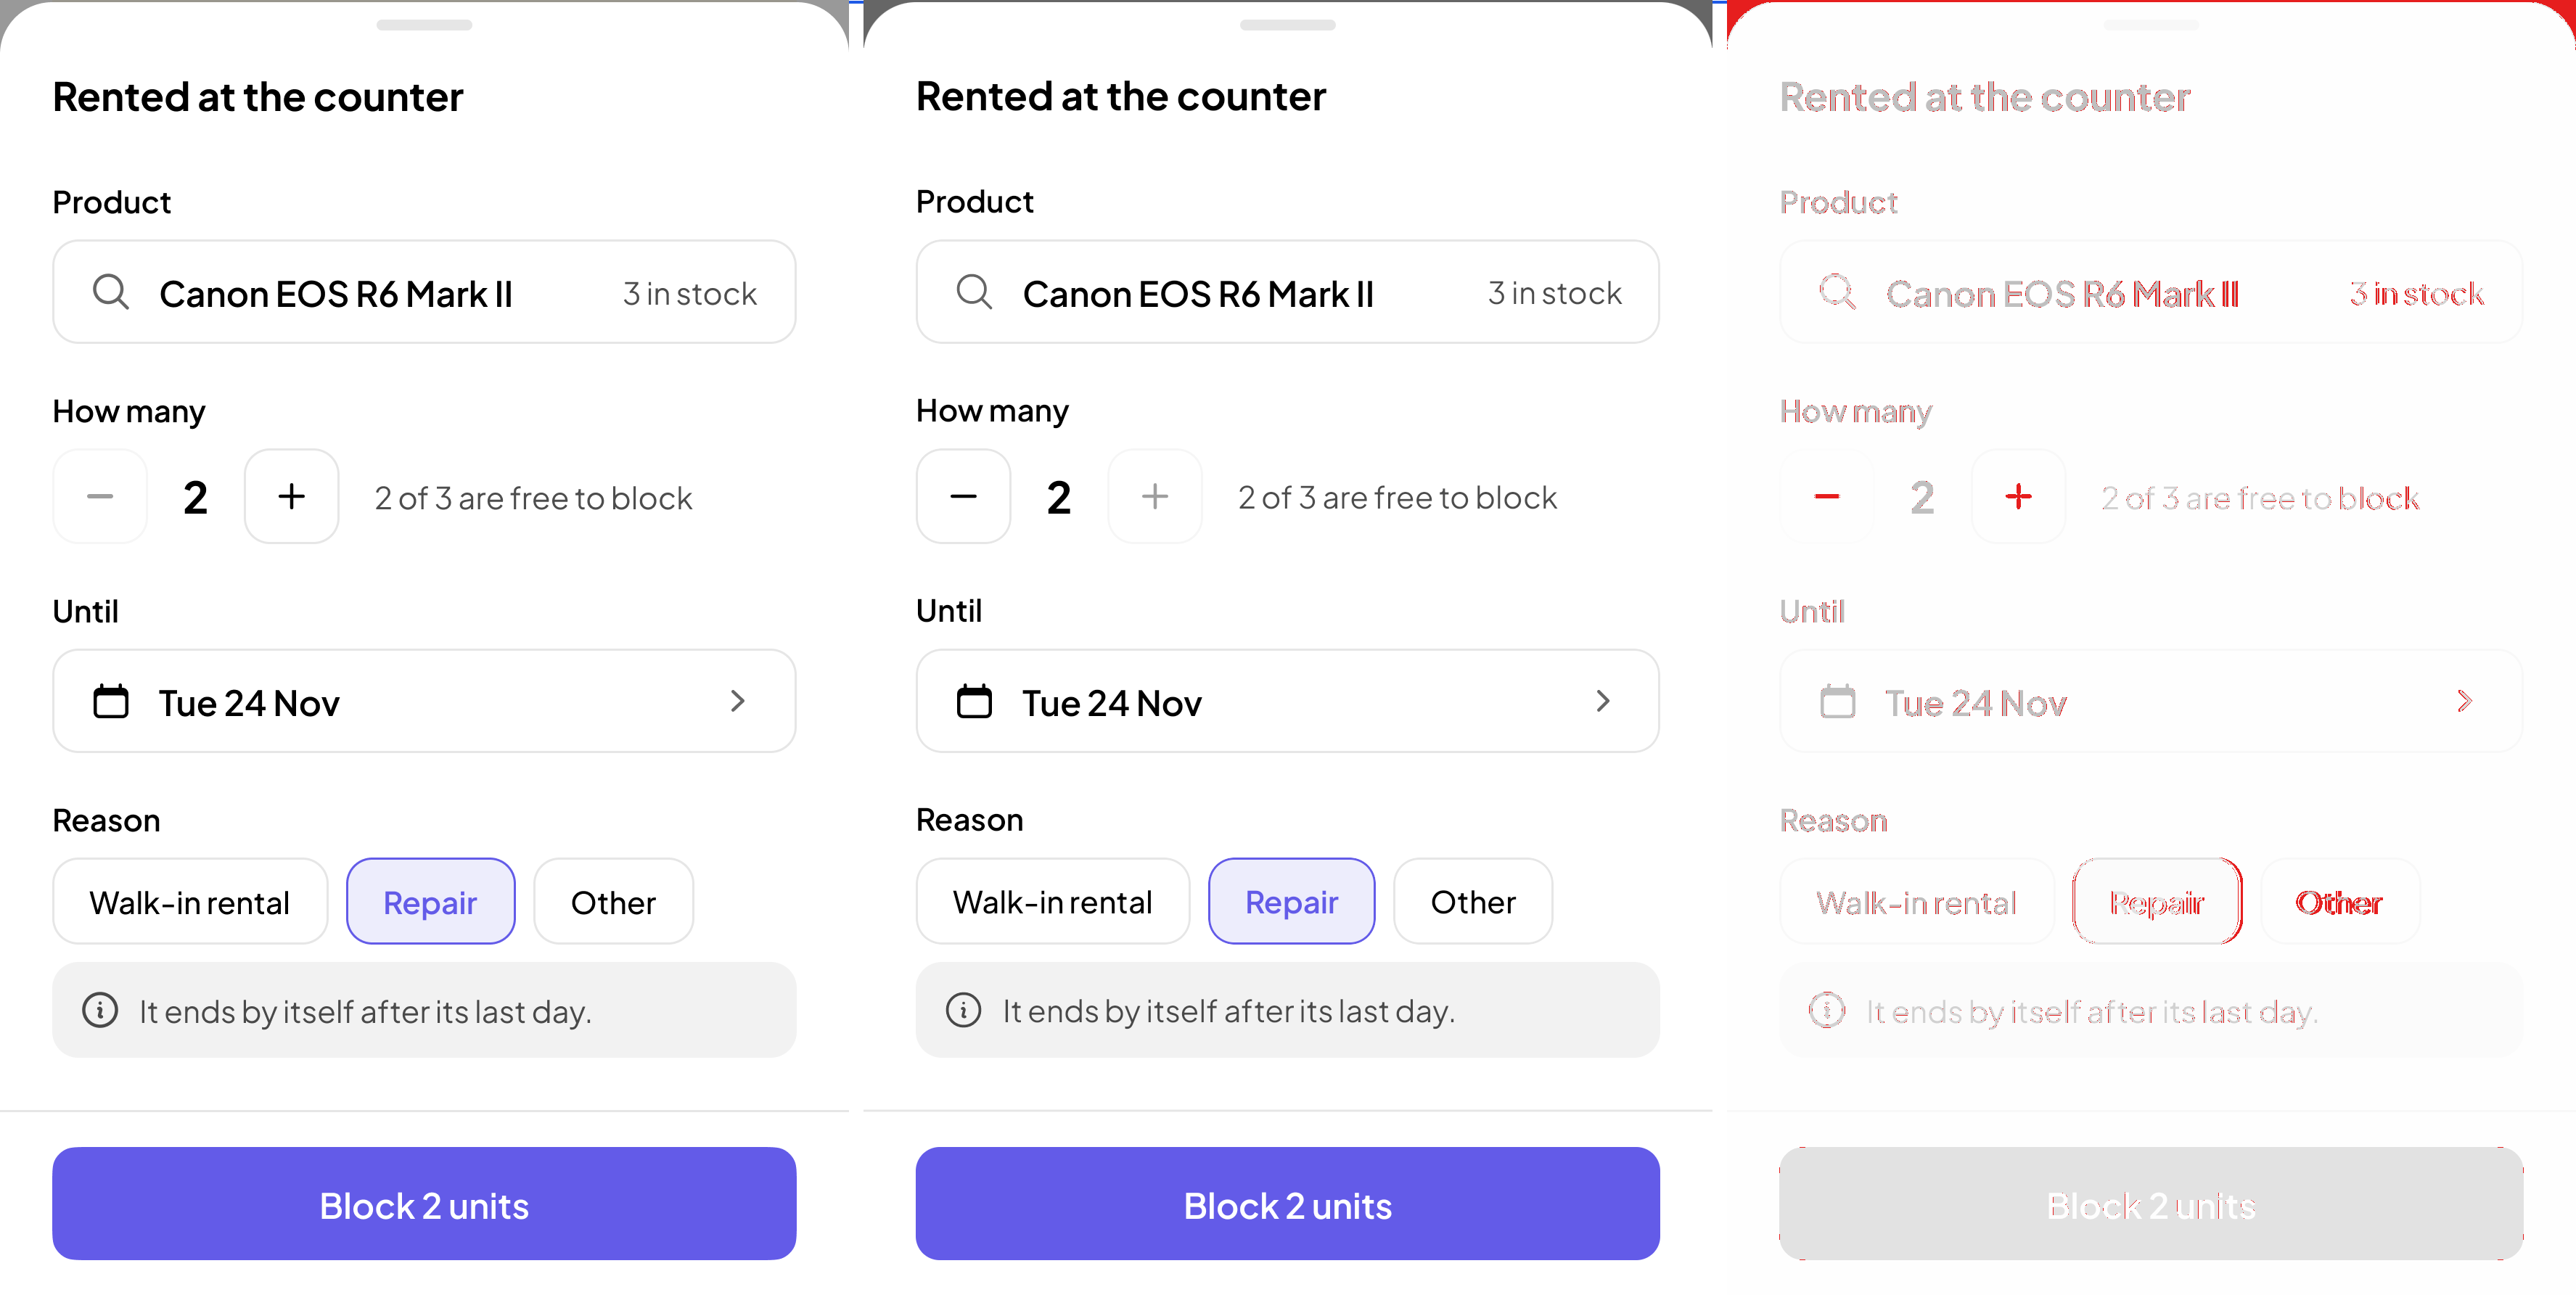 Rented at the counter
Product
Canon EOS R6 Mark II 3 in stock
How many
2 2 of 3 are free to block
Until
Tue 24 Nov
Reason
Walk-in rental Repair Other
It ends by itself after its last day.
Block 2 units
Rented at the counter
Product
Canon EOS R6 Mark II 3 in stock
How many
2 2 of 3 are free to block
Until
Tue 24 Nov
Reason
Walk-in rental Repair Other
It ends by itself after its last day.
Block 2 units
Rented at the counter
Product
Canon EOS R6 Mark II 3 in stock
How many
2 2 of 3 are free to block
Until
Tue 24 Nov
Reason
Walk-in rental Repair Other
It ends by itself after its last day.
Block 2 units